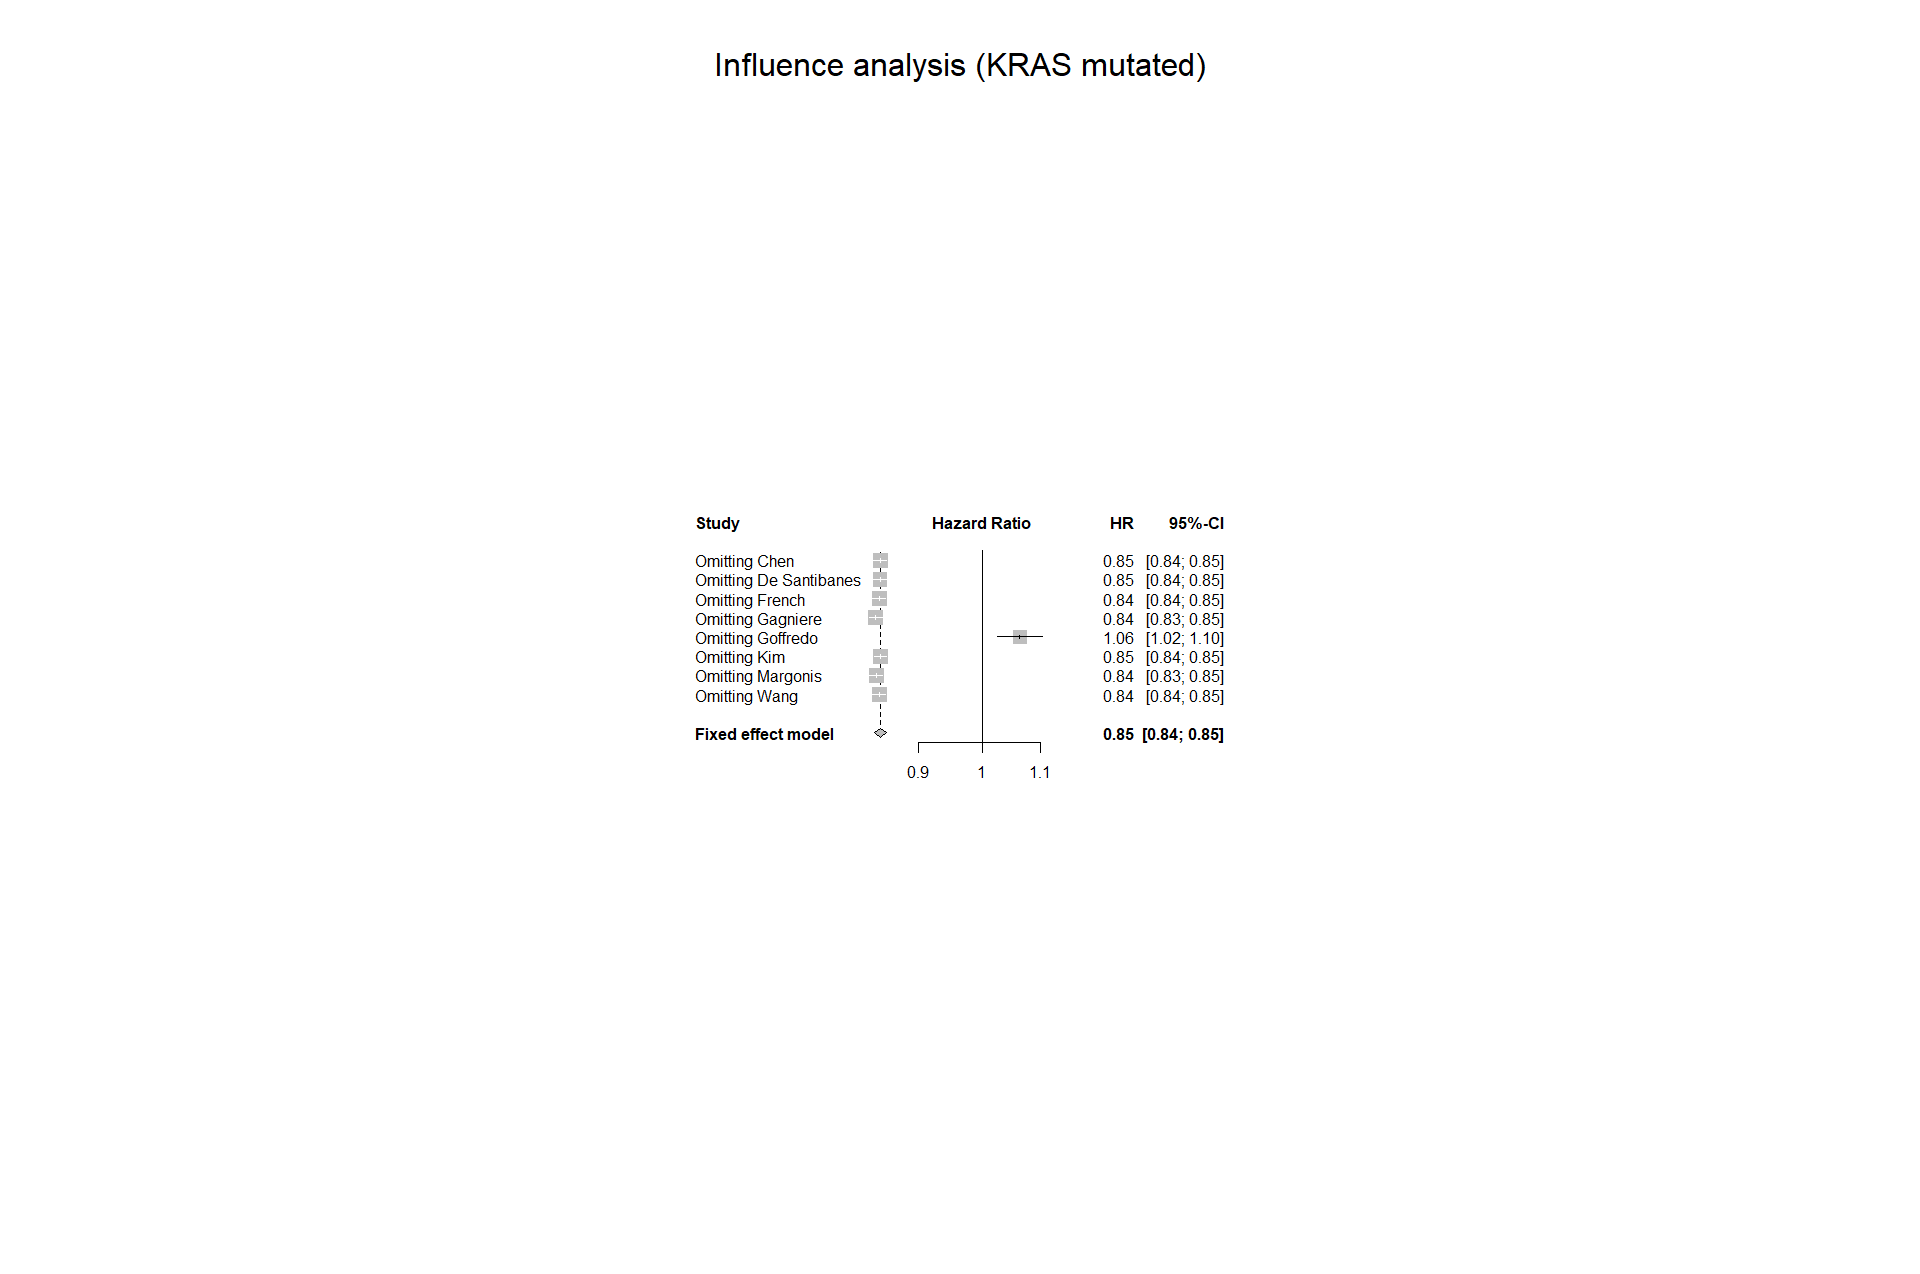 Influence analysis (KRAS mutated)
Study Hazard Ratio HR 95%-CI
Omitting Chen 0.85 [0.84; 0.85]
Omitting De Santibanes 0.85 [0.84; 0.85]
Omitting French 0.84 [0.84; 0.85]
Omitting Gagniere 0.84 [0.83; 0.85]
Omitting Goffredo 1.06 [1.02; 1.10]
Omitting Kim 0.85 [0.84; 0.85]
Omitting Margonis 0.84 [0.83; 0.85]
Omitting Wang 0.84 [0.84; 0.85]
Fixed effect model 0.85 [0.84; 0.85]
0.9 1 1.1